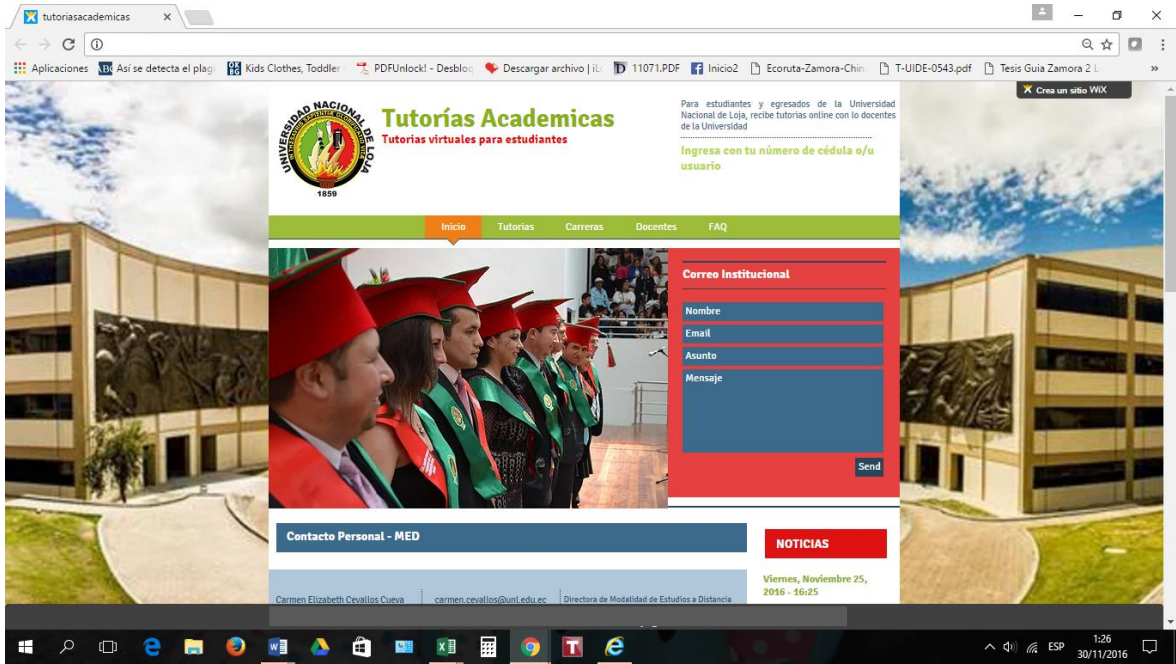 tutoriasacademicas
Aplicaciones
Así se detecta el plag
Kids Clothes, Toddler
PDFUnlock! - Desbloq
Descargar archivo | iL
11071.PDF
Inicio2
Ecoruta-Zamora-Chin
T-UIDE-0543.pdf
Tesis Guia Zamora 2 L
Crea un sitio WiX
UNIVERSIDAD NACIONAL DE LOJA
1859
Tutorías Academicas
Tutorias virtuales para estudiantes
Para estudiantes y egresados de la Universidad
Nacional de Loja, recibe tutorias online con lo docentes
de la Universidad
Ingresa con tu número de cédula o/u
usuario
Inicio Tutorias Carreras Docentes FAQ
Correo Institucional
Nombre
Email
Asunto
Mensaje
Send
Contacto Personal - MED
NOTICIAS
Viernes, Noviembre 25,
2016 - 16:25
Carmen Elizabeth Cevallos Cueva carmen.cevallos@unl.edu.ec Directora de Modalidad de Estudios a Distancia
ESP
1:26
30/11/2016